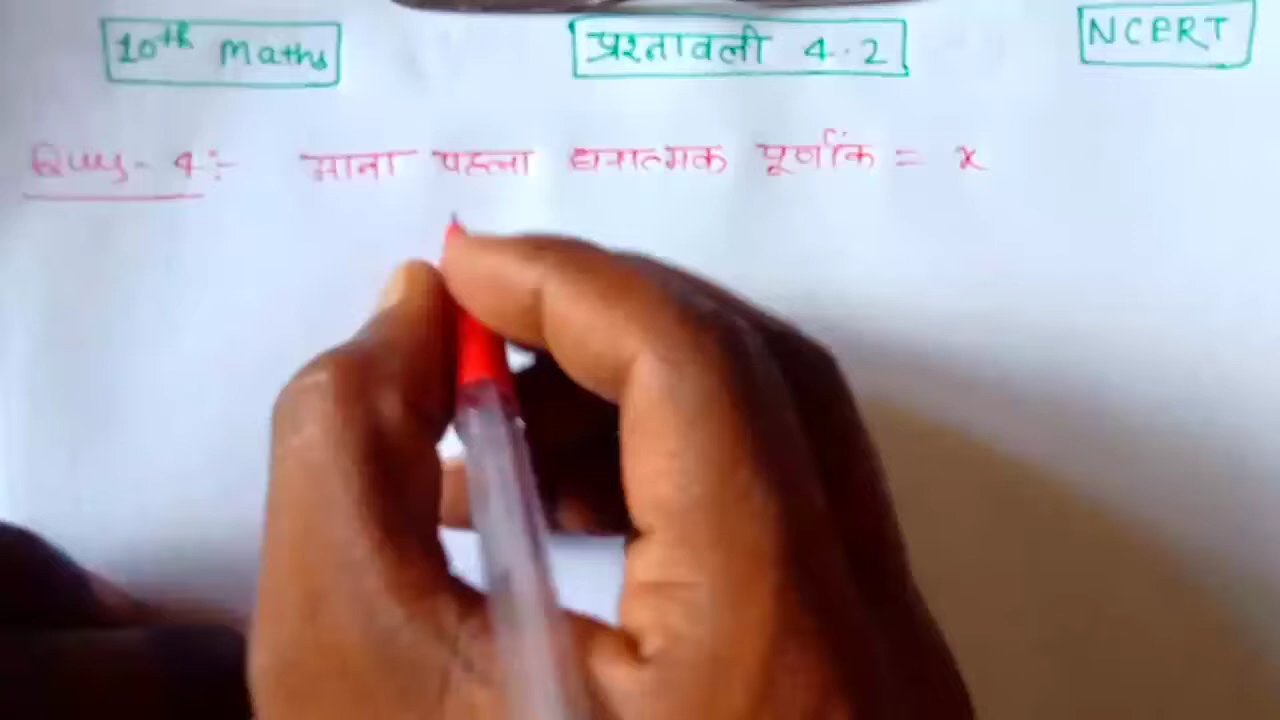 10th Maths प्रश्नावली 4.2 NCERT
Ques- 4:- माना पहला धनात्मक पूर्णांक = x